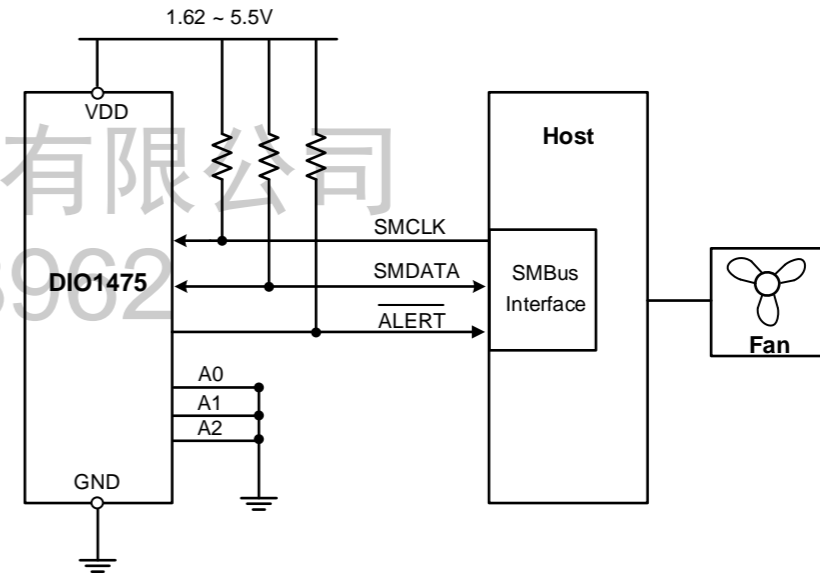 1.62 ~ 5.5V
VDD
有限公司
Host
SMCLK
DIO1475
SMDATA
SMBus
Interface
ALERT
Fan
A0
A1
A2
GND